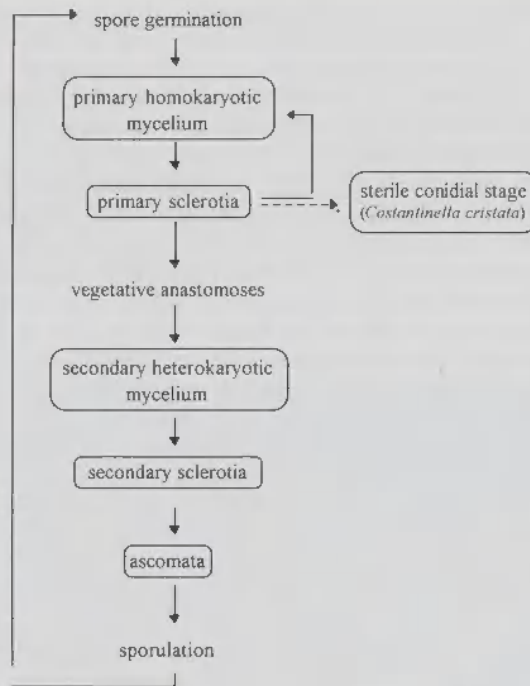 spore germination
primary homokaryotic
mycelium
primary sclerotia
sterile conidial stage
(Costantinella cristata)
vegetative anastomoses
secondary heterokaryotic
mycelium
secondary sclerotia
ascomata
sporulation